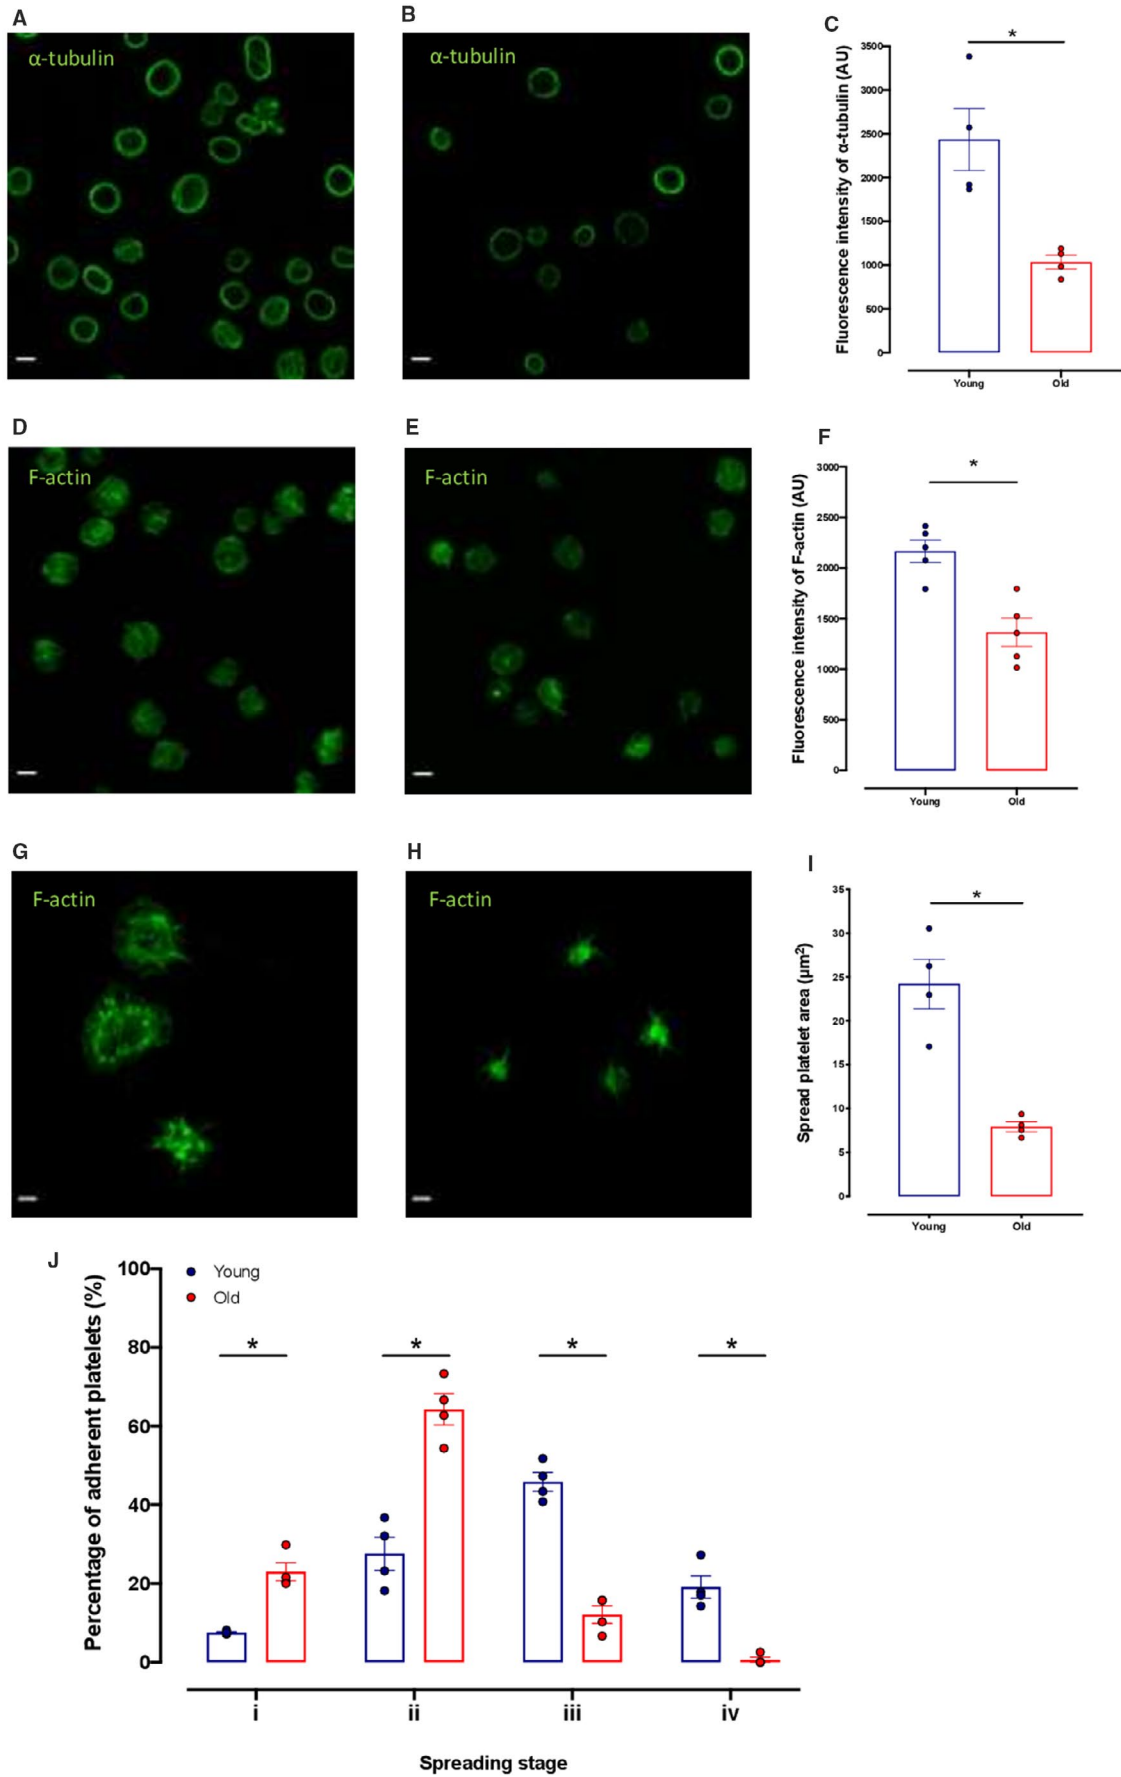 A
α-tubulin
B
α-tubulin
C
*
Fluorescence intensity of α-tubulin (AU)
3500
3000
2500
2000
1500
1000
500
0
Young
Old
D
F-actin
E
F-actin
F
*
Fluorescence intensity of F-actin (AU)
3000
2500
2000
1500
1000
500
0
Young
Old
G
F-actin
H
F-actin
I
*
Spread platelet area (μm²)
35
30
25
20
15
10
5
0
Young
Old
J
Young
Old
Percentage of adherent platelets (%)
100
80
60
40
20
0
* * * *
i ii iii iv
Spreading stage